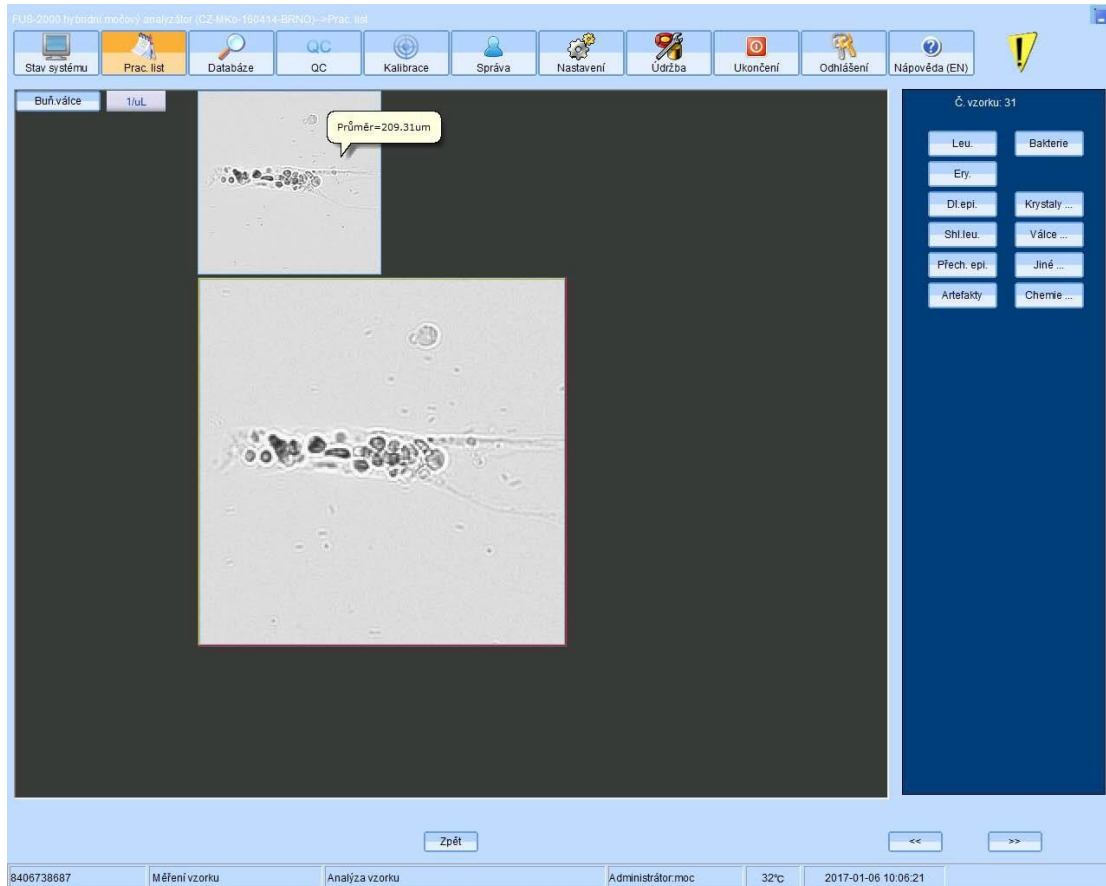 FUS-2000 hybridní močový analyzátor (CZ-MKo-160414-BRNO)-->Prac. list
Stav systému
Prac. list
Databáze
QC
QC
Kalibrace
Správa
Nastavení
Údržba
Ukončení
Odhlášení
Nápověda (EN)
Buň.válce
1/uL
Průměr=209.31um
Č. vzorku: 31
Leu.
Bakterie
Ery.
Dl.epi.
Krystaly ...
Shl.leu.
Válce ...
Přech. epi.
Jiné ...
Artefakty
Chemie ...
Zpět
<<
>>
8406738687
Měření vzorku
Analýza vzorku
Administrátor:moc
32°C
2017-01-06 10:06:21